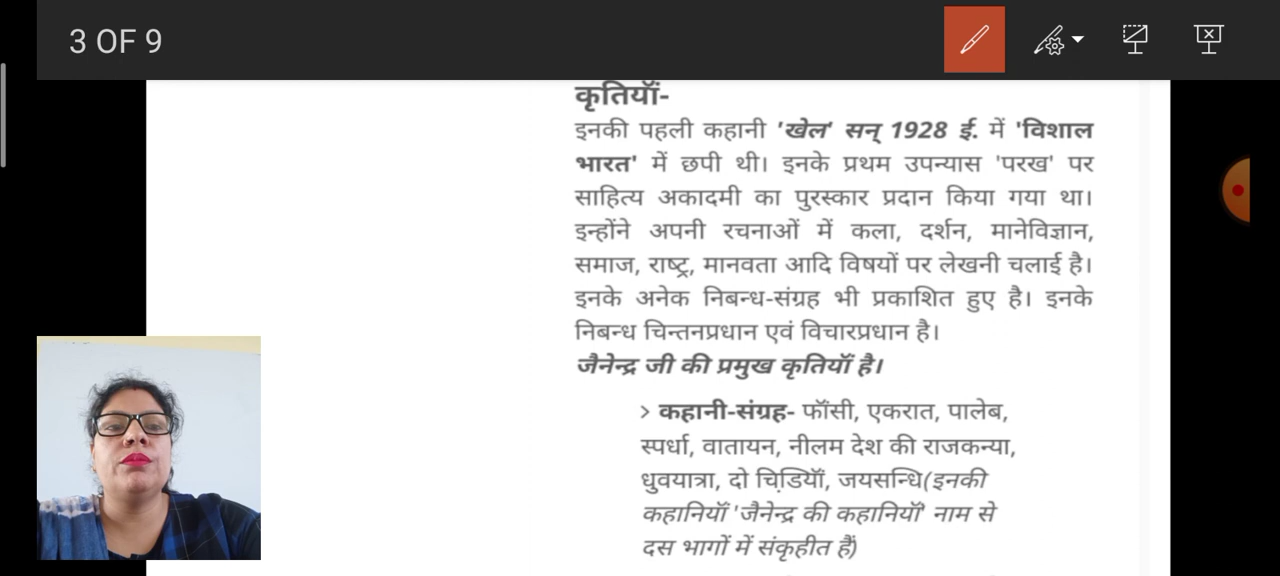 3 OF 9
कृतियॉं-
इनकी पहली कहानी 'खेल' सन् 1928 ई. में 'विशाल
भारत' में छपी थी। इनके प्रथम उपन्यास 'परख' पर
साहित्य अकादमी का पुरस्कार प्रदान किया गया था।
इन्होंने अपनी रचनाओं में कला, दर्शन, मानेविज्ञान,
समाज, राष्ट्र, मानवता आदि विषयों पर लेखनी चलाई है।
इनके अनेक निबन्ध-संग्रह भी प्रकाशित हुए है। इनके
निबन्ध चिन्तनप्रधान एवं विचारप्रधान है।
जैनेन्द्र जी की प्रमुख कृतियॉं है।
> कहानी-संग्रह- फॉंसी, एकरात, पालेब,
स्पर्धा, वातायन, नीलम देश की राजकन्या,
धुवयात्रा, दो चिडि़यॉं, जयसन्धि(इनकी
कहानियॉं 'जैनेन्द्र की कहानियॉं' नाम से
दस भागों में संकृहीत हैं)